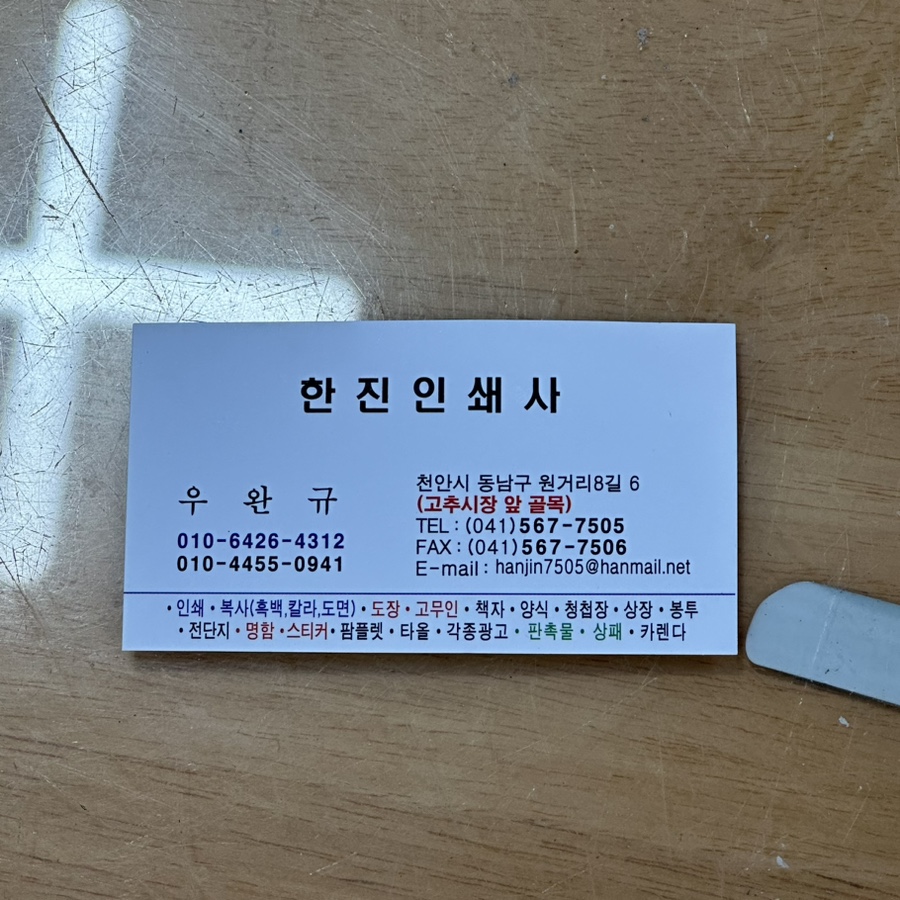 한진인쇄사
우 완 규
010-6426-4312
010-4455-0941
천안시 동남구 원거리8길 6
(고추시장 앞 골목)
TEL : (041) 567-7505
FAX : (041) 567-7506
E-mail : hanjin7505@hanmail.net
·인쇄·복사(흑백,칼라,도면)·도장·고무인·책자·양식·청첩장·상장·봉투
·전단지·명함·스티커·팜플렛·타올·각종광고·판촉물·상패·카렌다